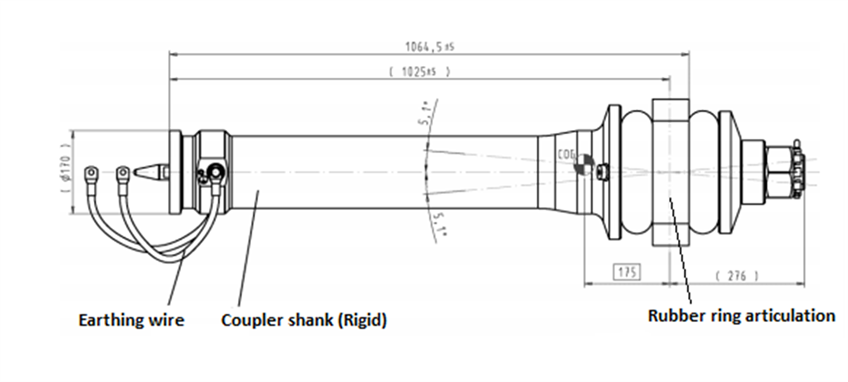 1064,5 ±5
( 1025±5 )
5,1°
( Ø170 )
COG
5,1°
175
( 276 )
Earthing wire
Coupler shank (Rigid)
Rubber ring articulation